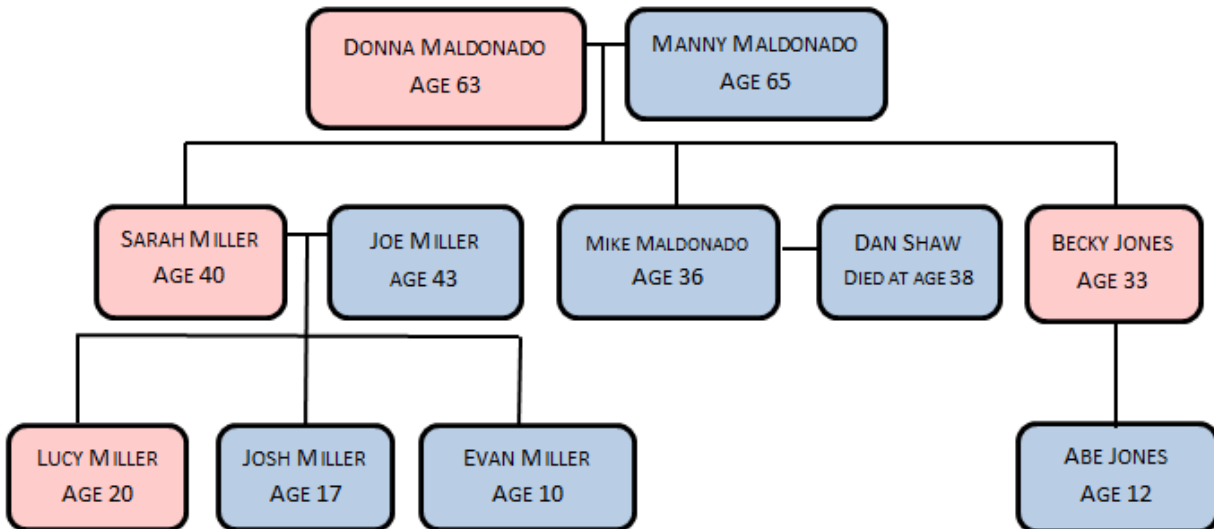 DONNA MALDONADO
AGE 63
MANNY MALDONADO
AGE 65
SARAH MILLER
AGE 40
JOE MILLER
AGE 43
MIKE MALDONADO
AGE 36
DAN SHAW
DIED AT AGE 38
BECKY JONES
AGE 33
LUCY MILLER
AGE 20
JOSH MILLER
AGE 17
EVAN MILLER
AGE 10
ABE JONES
AGE 12